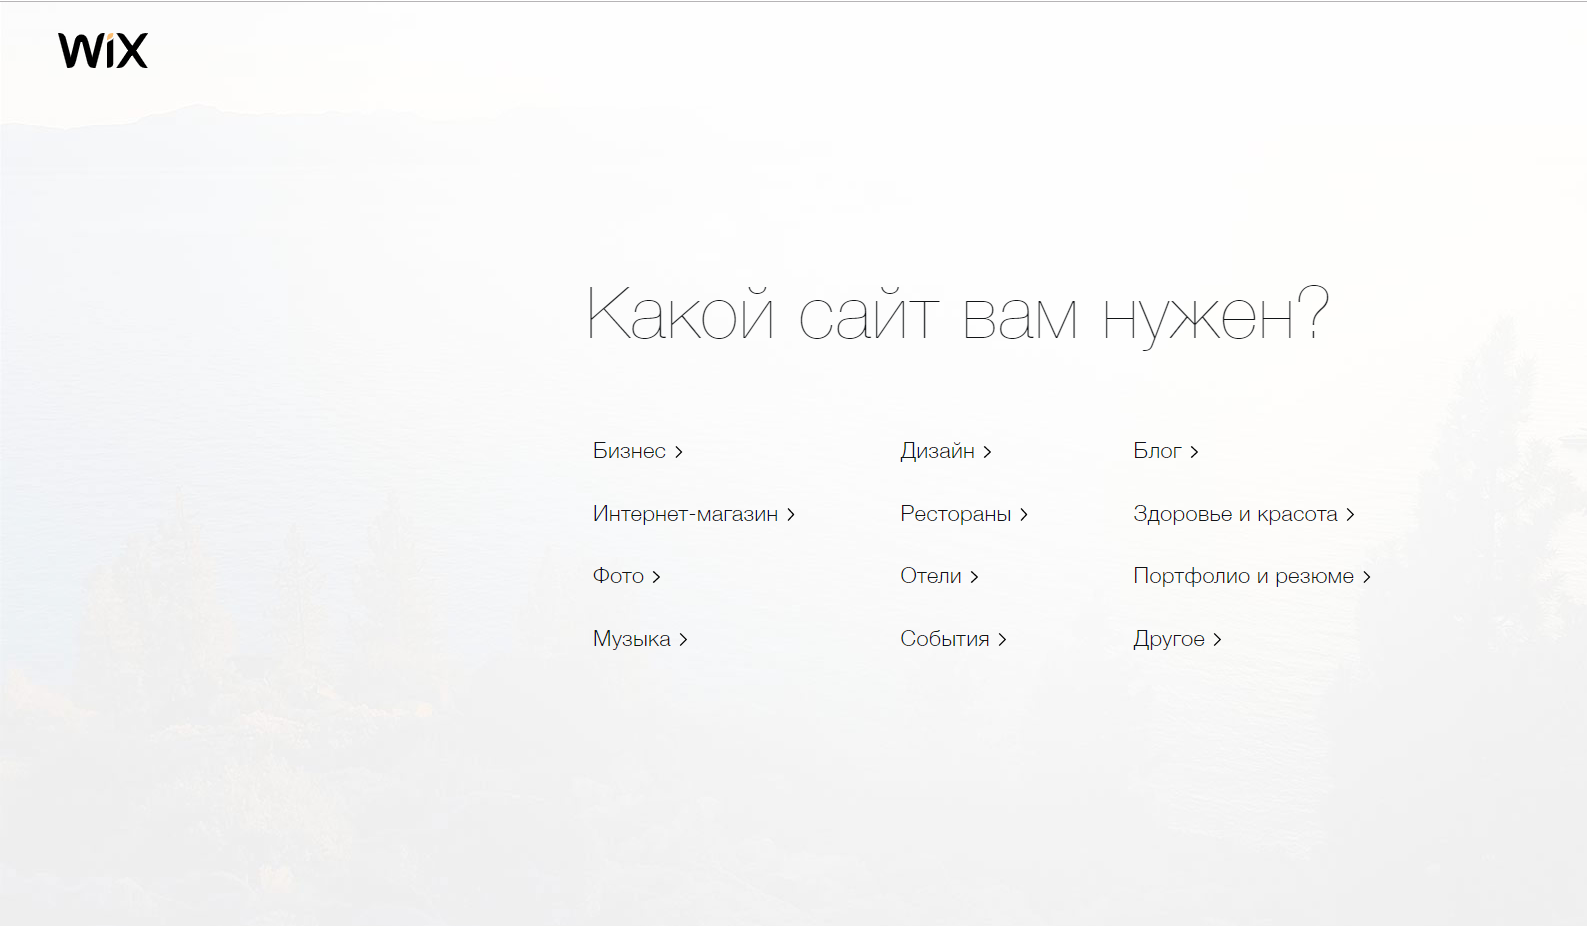 WiX
Какой сайт вам нужен?
Бизнес
Дизайн
Блог
Интернет-магазин
Рестораны
Здоровье и красота
Фото
Отели
Портфолио и резюме
Музыка
События
Другое